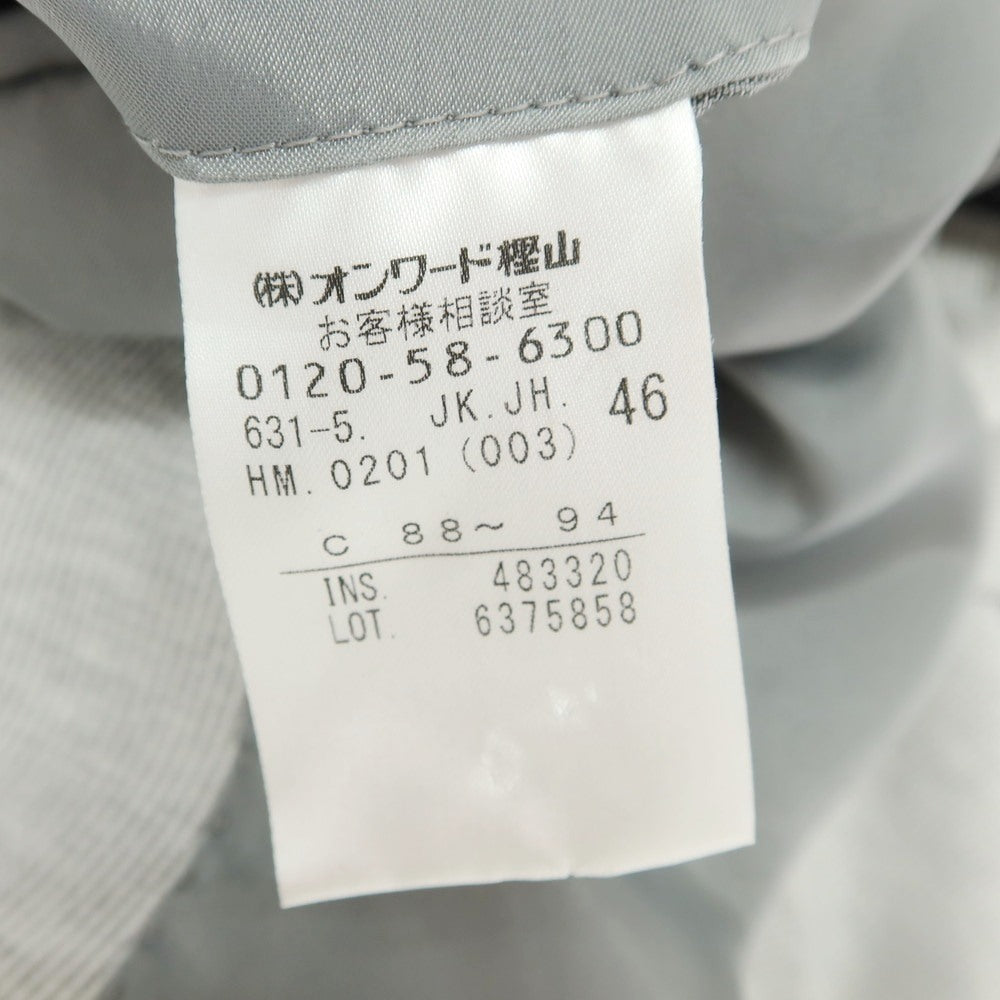 (株)オンワード樫山
お客様相談室
0120-58-6300
631-5. JK.JH. 46
HM. 0201 (003)
C 88～ 94
INS. 483320
LOT. 6375858